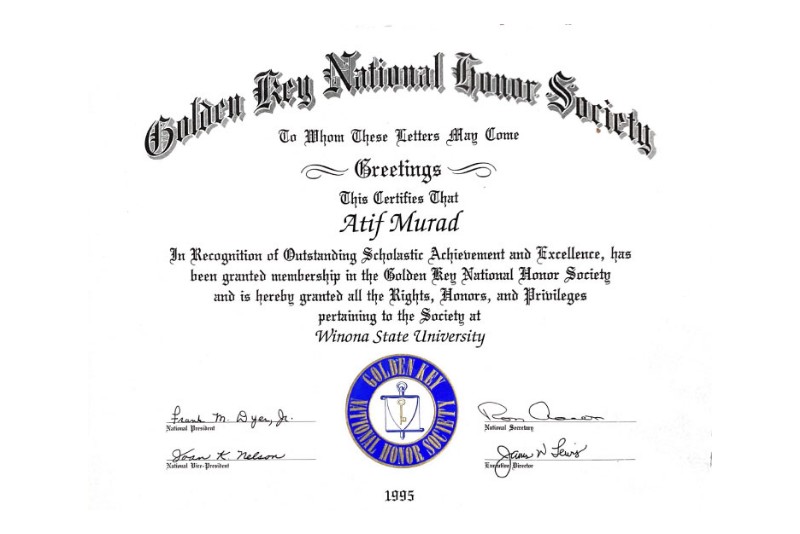 Golden Key National Honor Society
To Whom These Letters May Come
Greetings
This Certifies That
Atif Murad
In Recognition of Outstanding Scholastic Achievement and Excellence, has
been granted membership in the Golden Key National Honor Society
and is hereby granted all the Rights, Honors, and Privileges
pertaining to the Society at
Winona State University
GOLDEN KEY
NATIONAL HONOR SOCIETY
Frank M. Dyer, Jr.
National President
Joan K. Nelson
National Vice-President
Ron
National Secretary
James W Lewis
Executive Director
1995